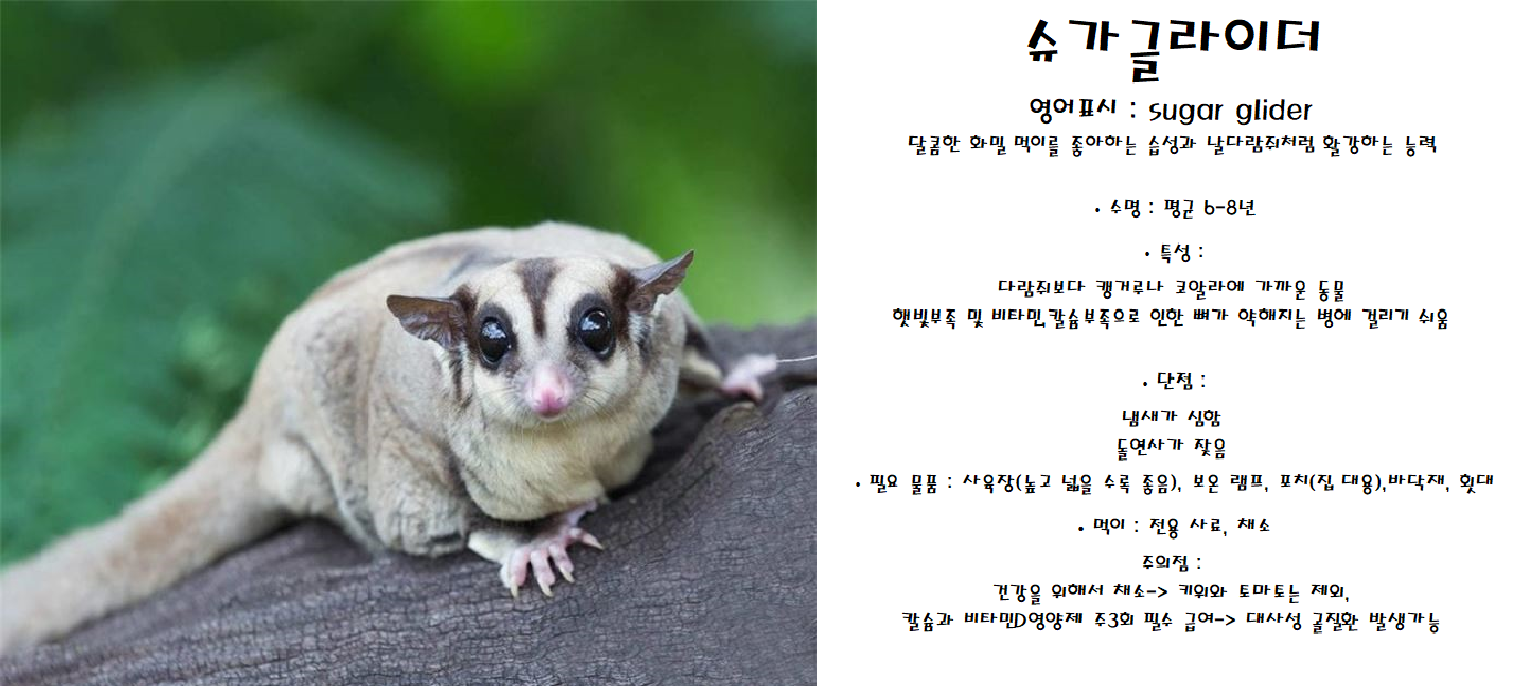 슈가글라이더
영어표시 : sugar glider
달콤한 화밀 먹이를 좋아하는 습성과 날다람쥐처럼 활강하는 능력
• 수명 : 평균 6-8년
• 특성 :
다람쥐보다 캥거루나 코알라에 가까운 동물
햇빛부족 및 비타민,칼슘부족으로 인한 뼈가 약해지는 병에 걸리기 쉬움
• 단점 :
냄새가 심함
돌연사가 잦음
• 필요 물품 : 사육장(높고 넓을 수록 좋음), 보온 램프, 포치(집 대용),바닥재, 횃대
• 먹이 : 전용 사료, 채소
주의점 :
건강을 위해서 채소-> 키위와 토마토는 제외,
칼슘과 비타민D영양제 주3회 필수 급여-> 대사성 골질환 발생가능